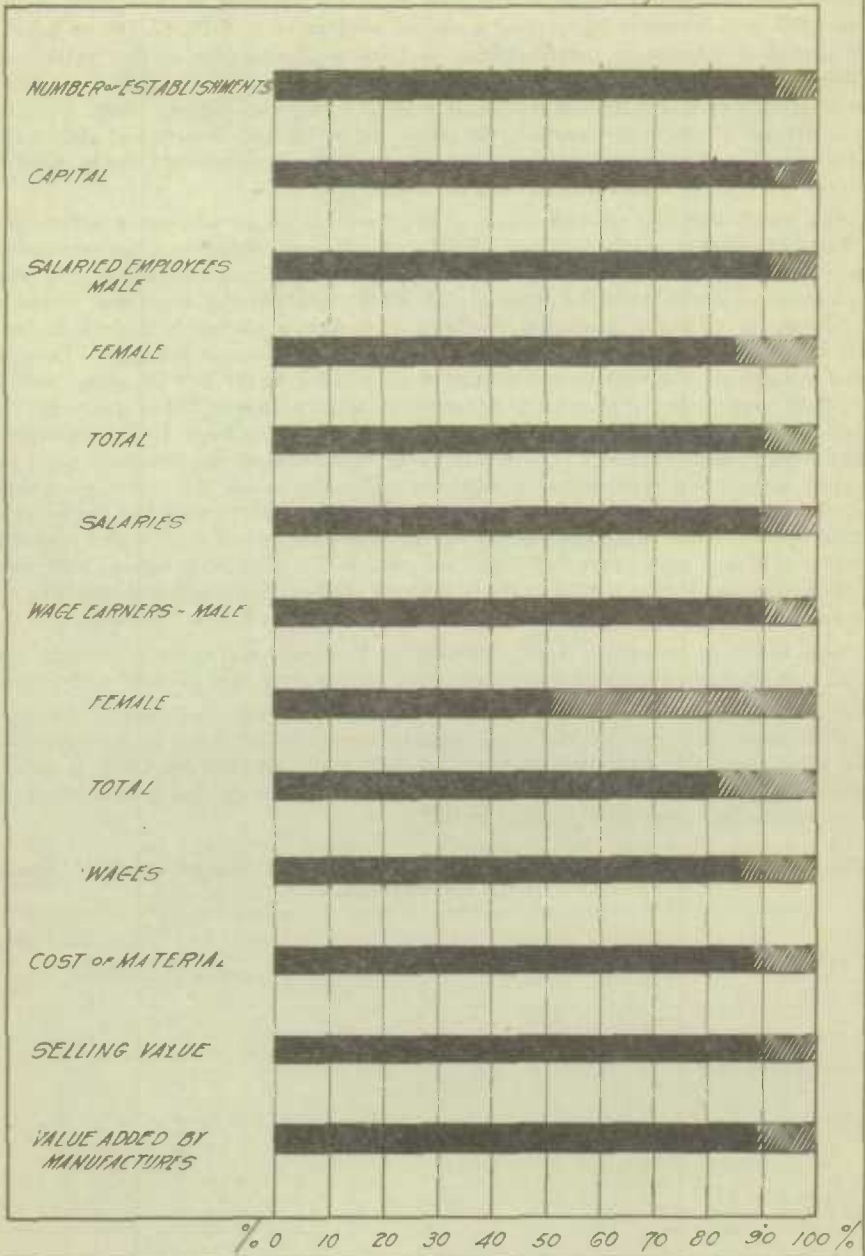 NUMBER OF ESTABLISHMENTS
CAPITAL
SALARIED EMPLOYEES
MALE
FEMALE
TOTAL
SALARIES
WAGE EARNERS - MALE
FEMALE
TOTAL
WAGES
COST OF MATERIAL
SELLING VALUE
VALUE ADDED BY
MANUFACTURES
% 0 10 20 30 40 50 60 70 80 90 100 %